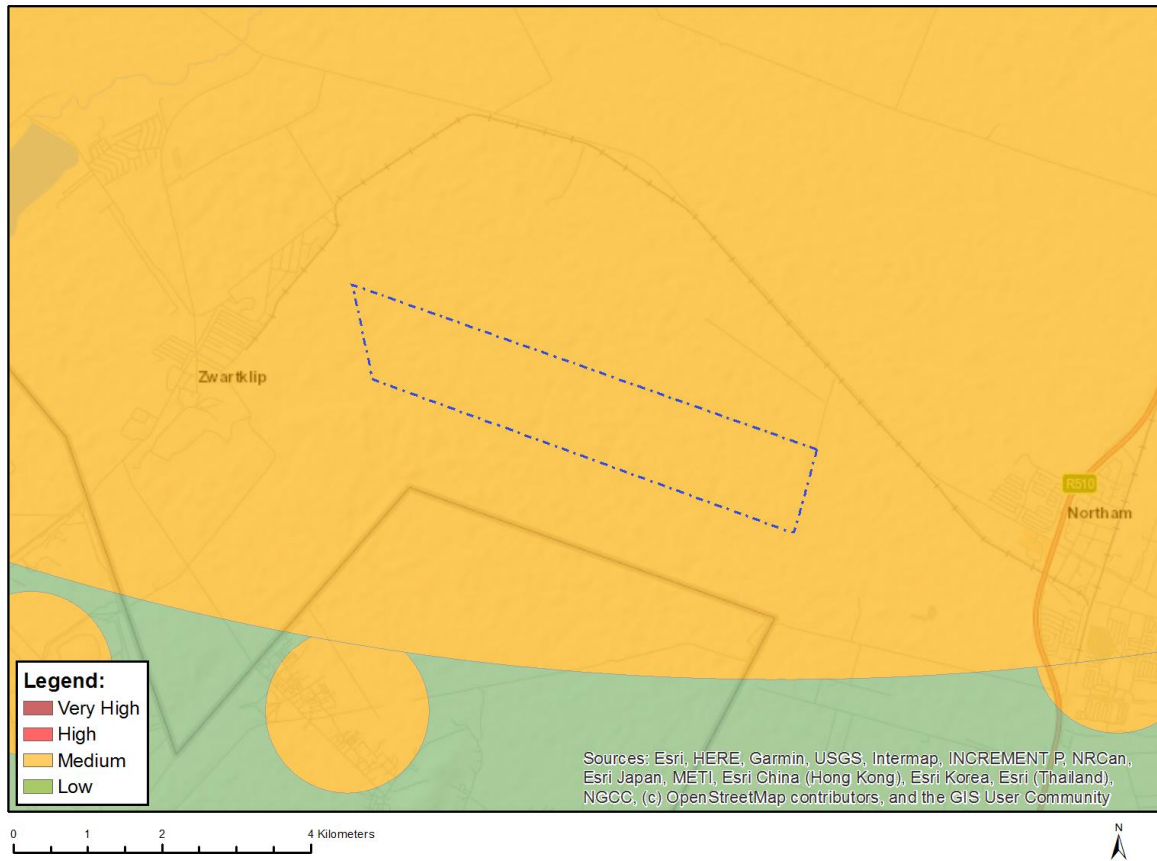 Zwartklip
R510
Northam
Legend:
Very High
High
Medium
Low
Sources: Esri, HERE, Garmin, USGS, Intermap, INCREMENT P, NRCan,
Esri Japan, METI, Esri China (Hong Kong), Esri Korea, Esri (Thailand),
NGCC, (c) OpenStreetMap contributors, and the GIS User Community
0 1 2 4 Kilometers
N